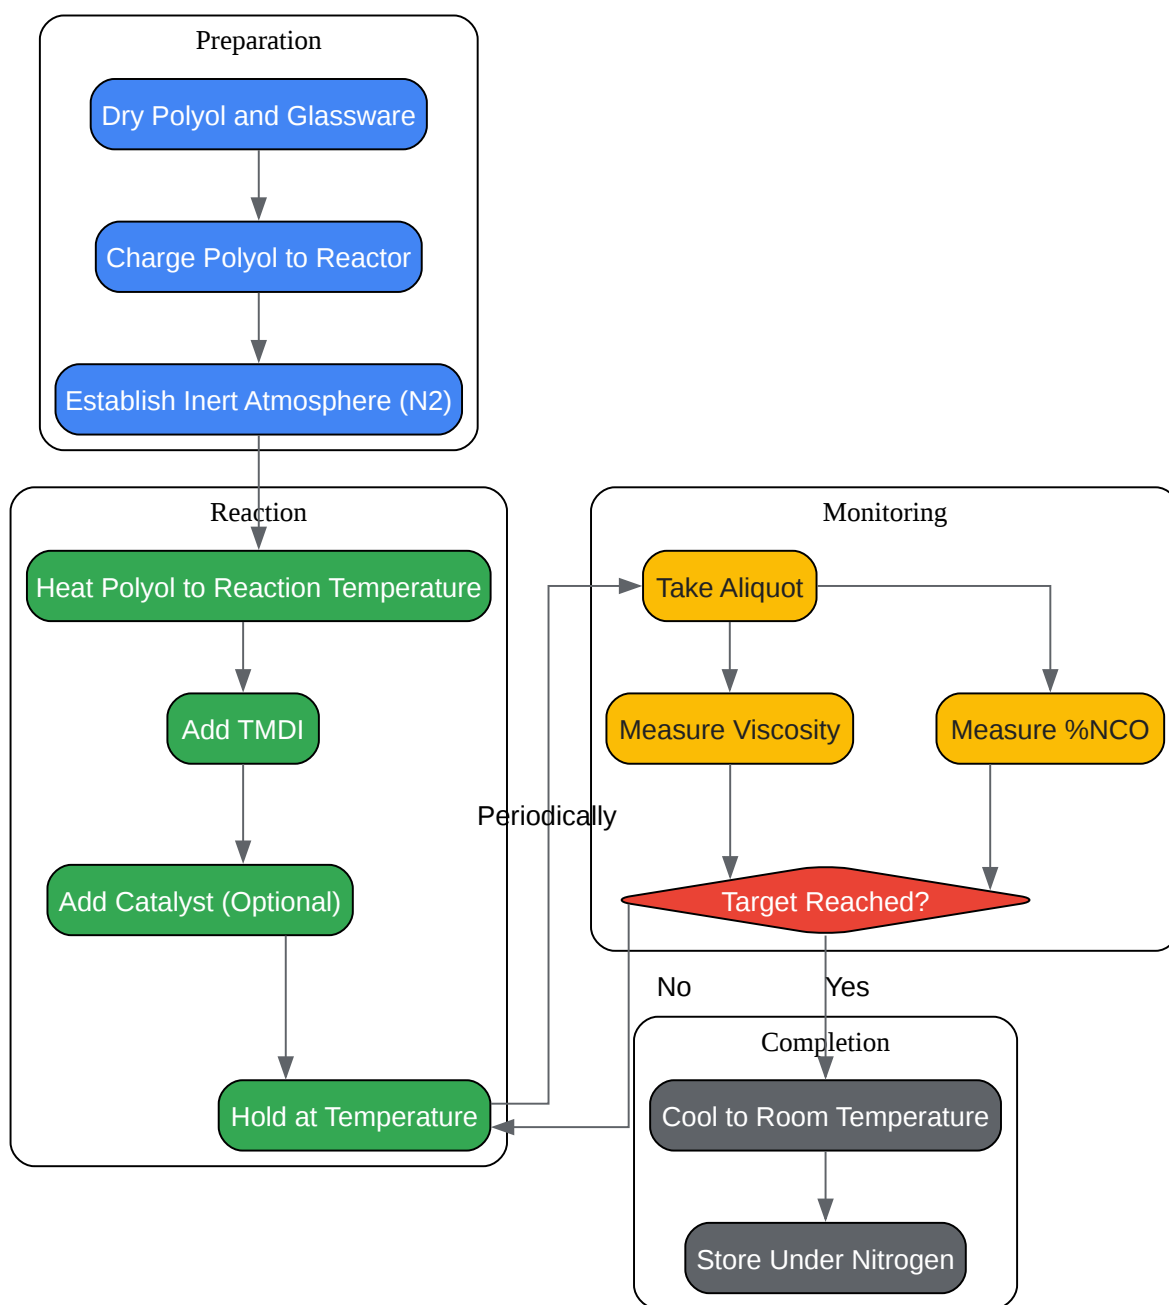 Preparation
Dry Polyol and Glassware
Charge Polyol to Reactor
Establish Inert Atmosphere (N2)
Reaction
Heat Polyol to Reaction Temperature
Add TMDI
Add Catalyst (Optional)
Hold at Temperature
Periodically
Monitoring
Take Aliquot
Measure Viscosity
Measure %NCO
Target Reached?
No
Yes
Completion
Cool to Room Temperature
Store Under Nitrogen